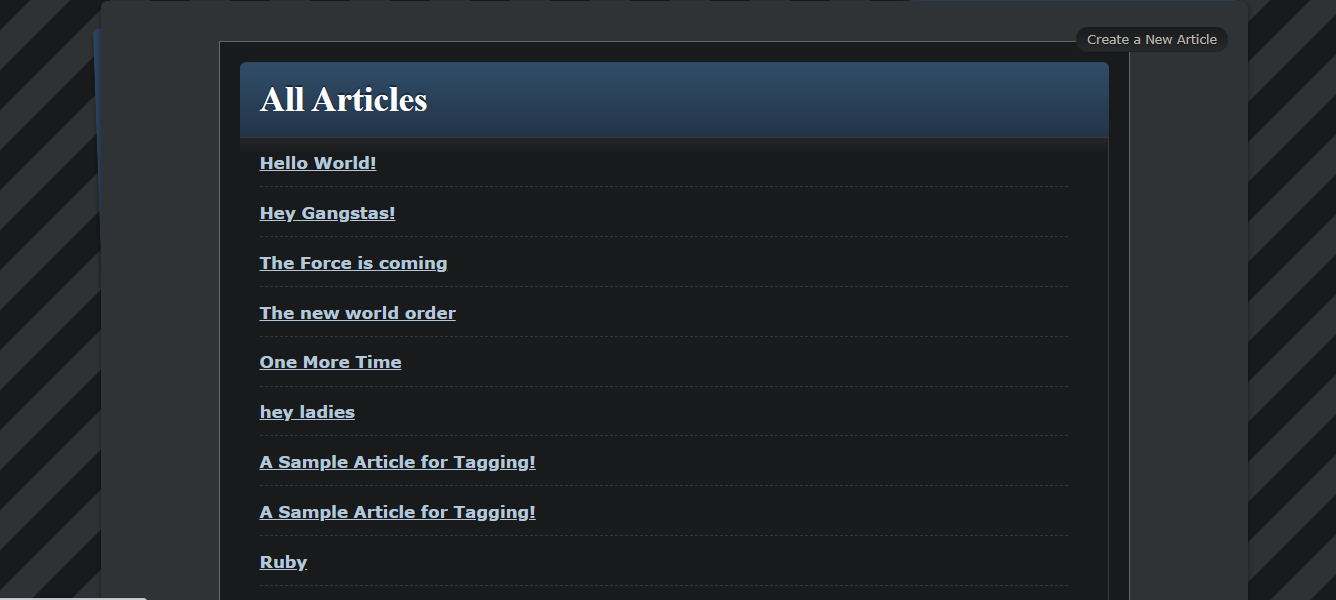 Create a New Article
All Articles
Hello World!
Hey Gangstas!
The Force is coming
The new world order
One More Time
hey ladies
A Sample Article for Tagging!
A Sample Article for Tagging!
Ruby